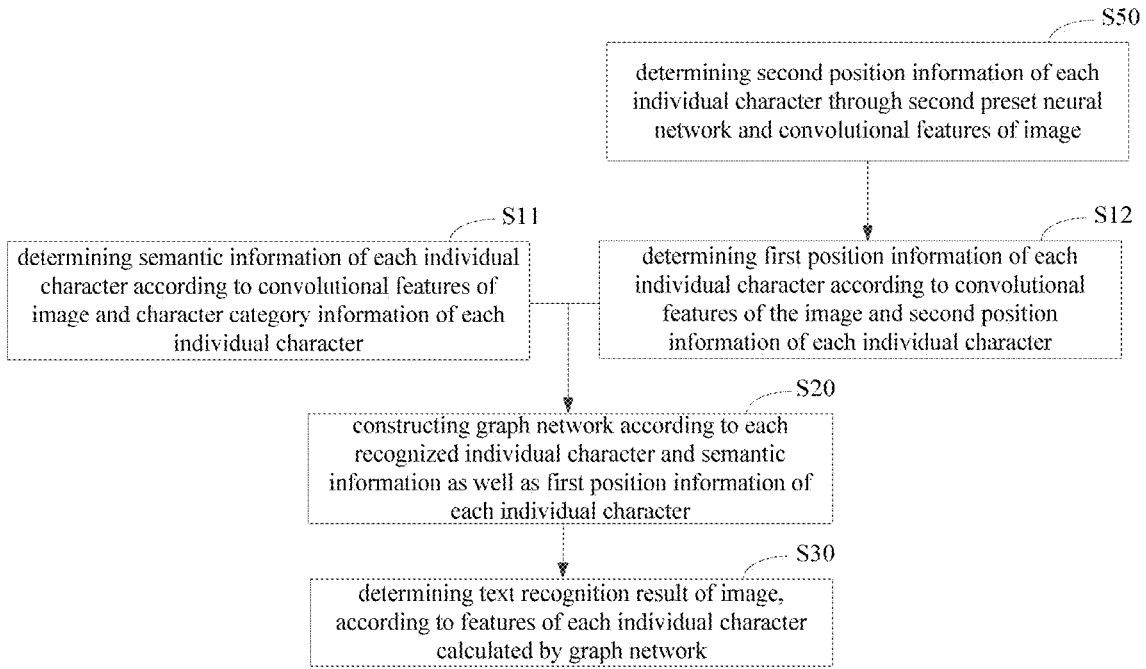 S50
determining second position information of each
individual character through second preset neural
network and convolutional features of image
S11
determining semantic information of each individual
character according to convolutional features of
image and character category information of each
individual character
S12
determining first position information of each
individual character according to convolutional
features of the image and second position
information of each individual character
S20
constructing graph network according to each
recognized individual character and semantic
information as well as first position information of
each individual character
S30
determining text recognition result of image,
according to features of each individual character
calculated by graph network